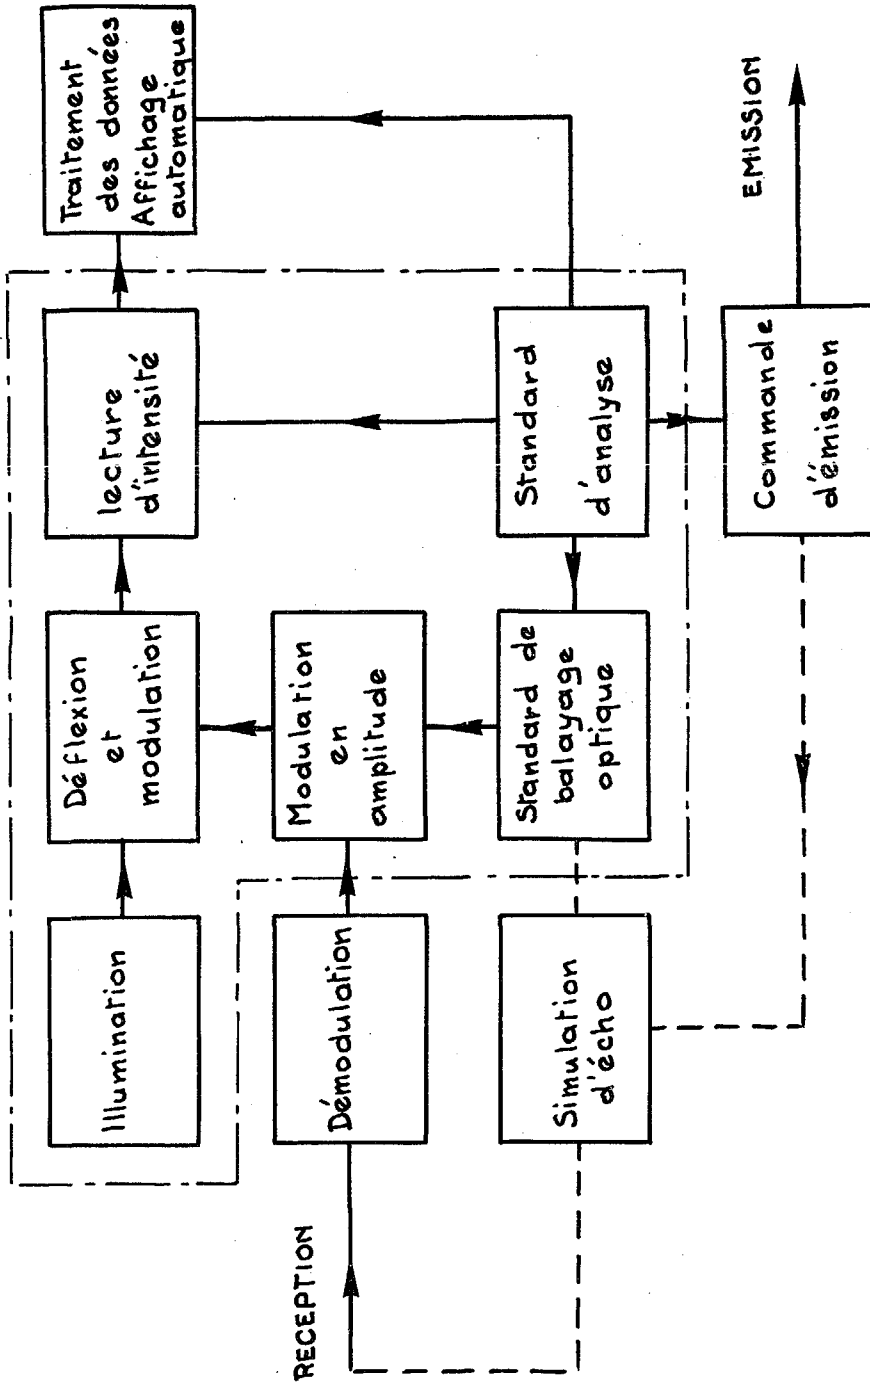 Illumination
Déflexion
et
modulation
lecture
d'intensité
Traitement
des données
Affichage
automatique
RECEPTION
Démodulation
Modulation
en
amplitude
Simulation
d'écho
Standard de
balayage
optique
Standard
d'analyse
Commande
d'émission
EMISSION